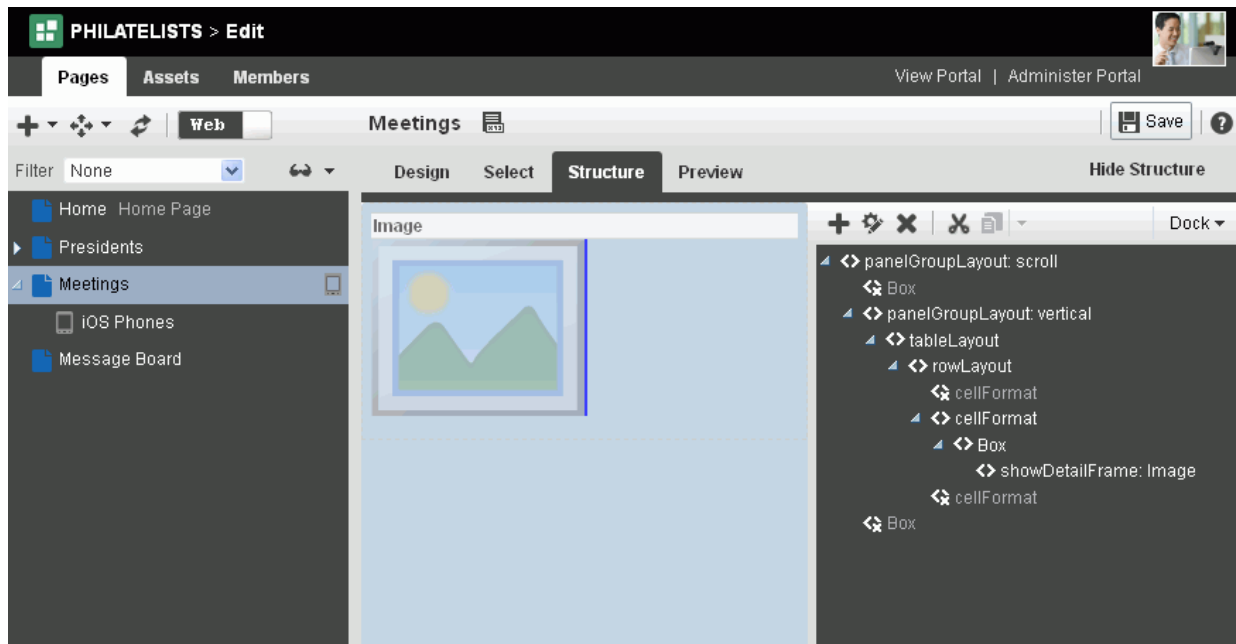 PHILATELISTS > Edit
Pages Assets Members View Portal | Administer Portal
Web Meetings Save
Filter None Design Select Structure Preview Hide Structure
Home Home Page
Presidents
Meetings
iOS Phones
Message Board
Image
Dock
panelGroupLayout: scroll
Box
panelGroupLayout: vertical
tableLayout
rowLayout
cellFormat
cellFormat
Box
showDetailFrame: Image
cellFormat
Box